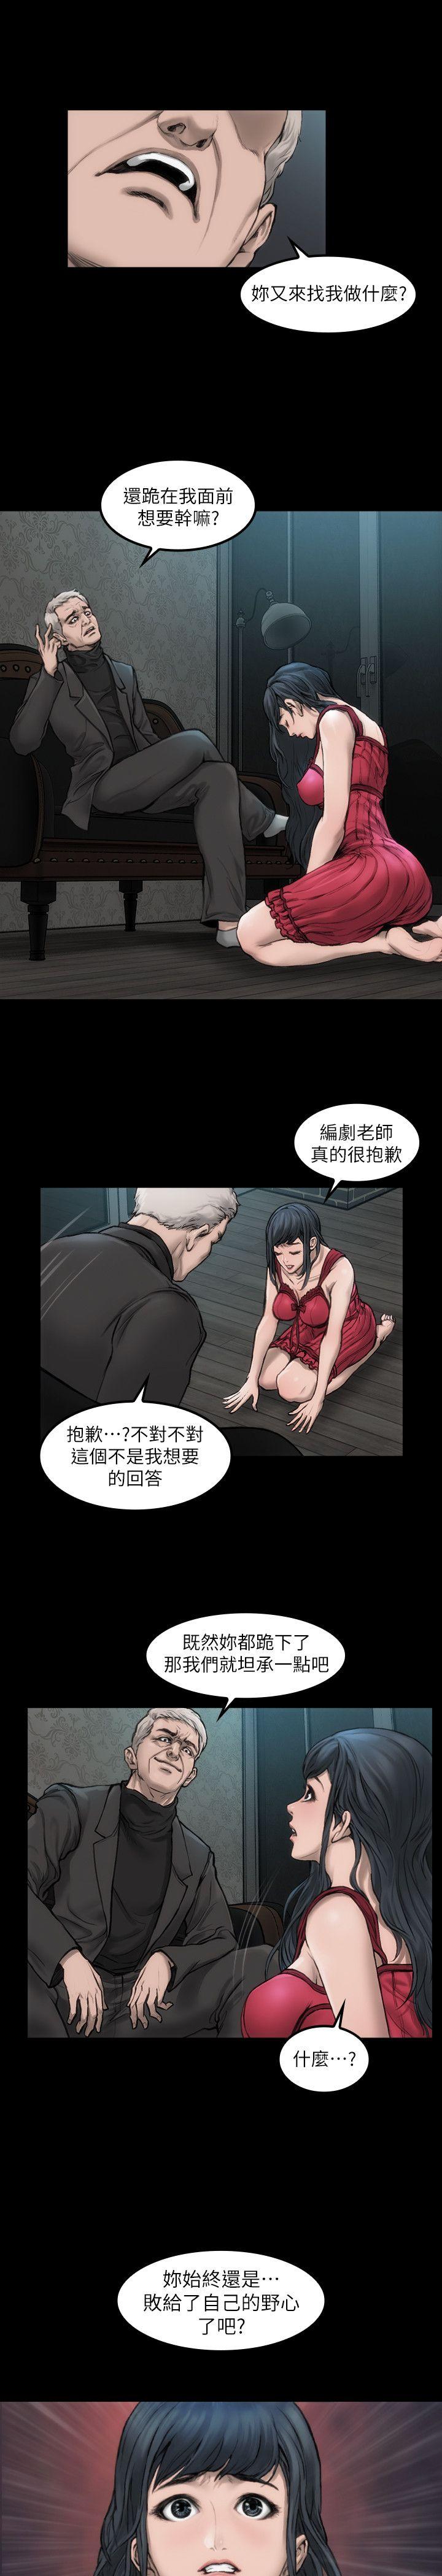 妳又來找我做什麼?
還跪在我面前
想要幹嘛?
編劇老師
真的很抱歉
抱歉⋯?不對不對
這個不是我想要
的回答
既然妳都跪下了
那我們就坦承一點吧
什麼⋯?
妳始終還是⋯
敗給了自己的野心
了吧?